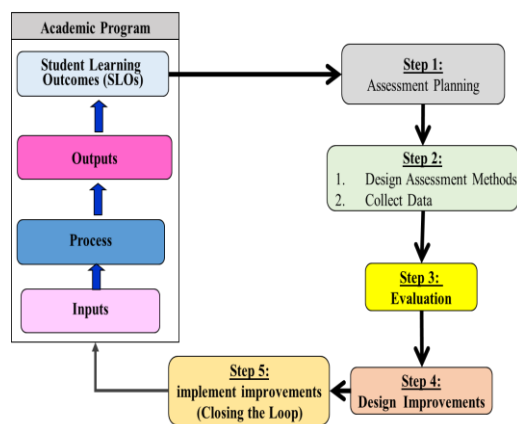 Academic Program
Student Learning
Outcomes (SLOs)
Outputs
Process
Inputs
Step 1:
Assessment Planning
Step 2:
1. Design Assessment Methods
2. Collect Data
Step 3:
Evaluation
Step 4:
Design Improvements
Step 5:
implement improvements
(Closing the Loop)